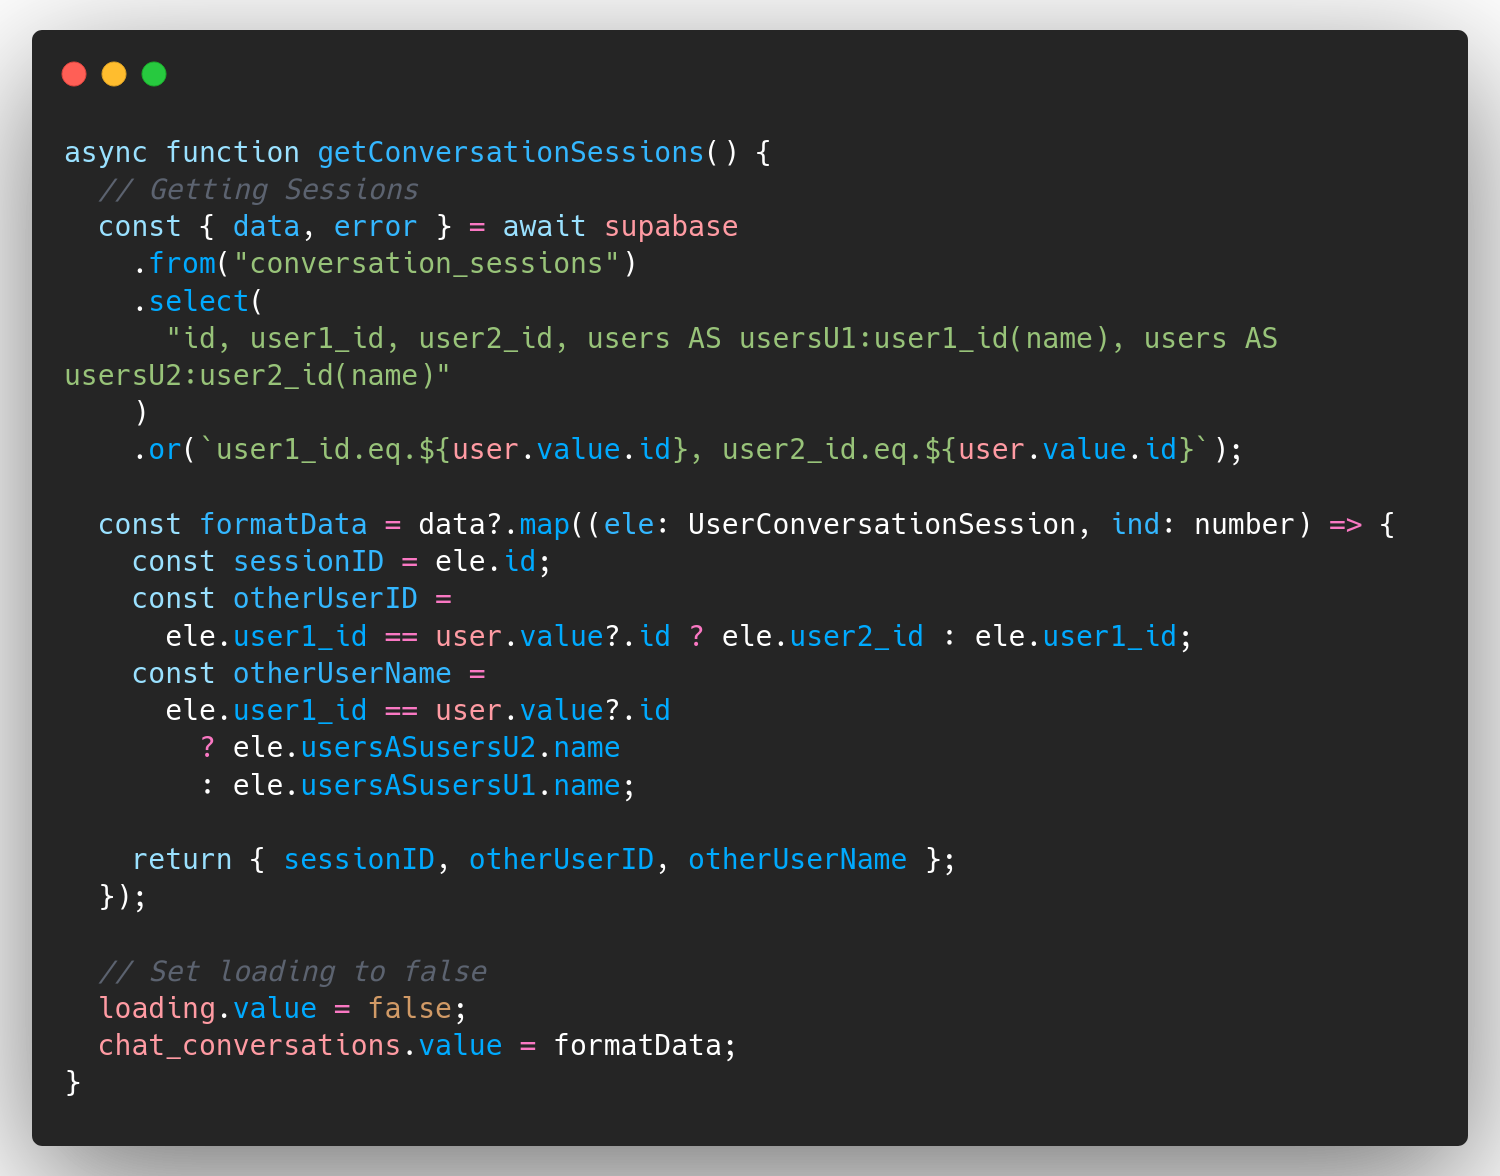 async function getConversationSessions() {
  // Getting Sessions
  const { data, error } = await supabase
    .from("conversation_sessions")
    .select(
      "id, user1_id, user2_id, users AS usersU1:user1_id(name), users AS
usersU2:user2_id(name)"
    )
    .or(`user1_id.eq.${user.value.id}, user2_id.eq.${user.value.id}`);

  const formatData = data?.map((ele: UserConversationSession, ind: number) => {
    const sessionID = ele.id;
    const otherUserID =
      ele.user1_id == user.value?.id ? ele.user2_id : ele.user1_id;
    const otherUserName =
      ele.user1_id == user.value?.id
        ? ele.usersASusersU2.name
        : ele.usersASusersU1.name;

    return { sessionID, otherUserID, otherUserName };
  });

  // Set loading to false
  loading.value = false;
  chat_conversations.value = formatData;
}